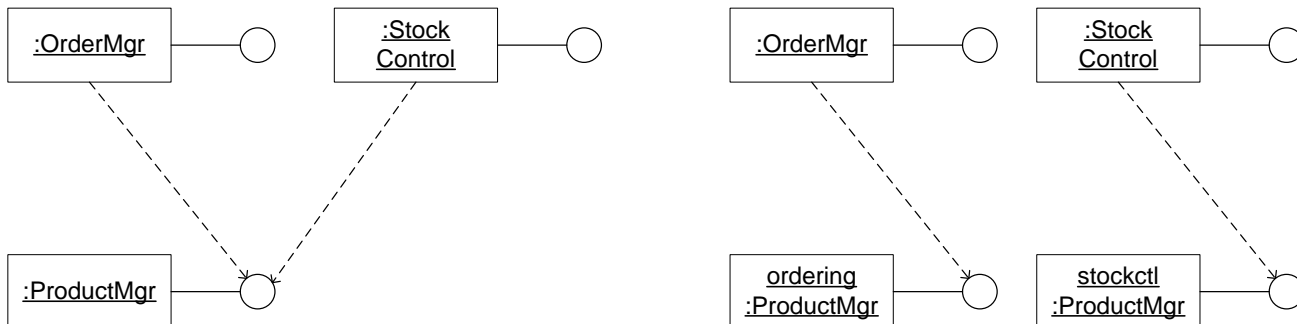 :OrderMgr
:Stock
Control
:ProductMgr
:OrderMgr
:Stock
Control
ordering
:ProductMgr
stockctl
:ProductMgr